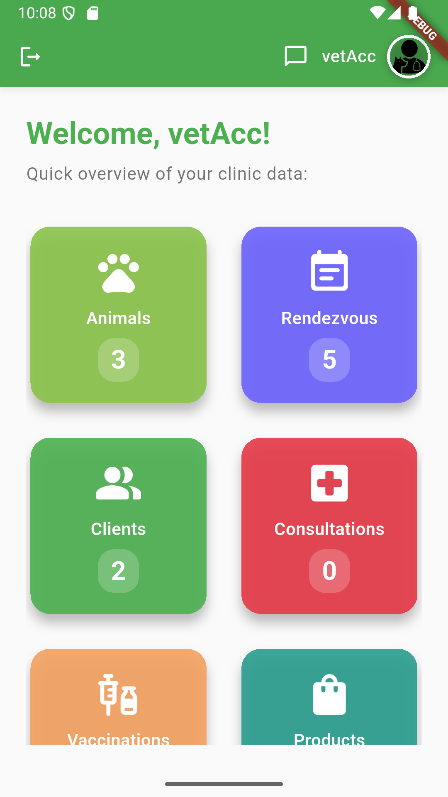 10:08
DEBUG
vetAcc
Welcome, vetAcc!
Quick overview of your clinic data:
Animals
3
Rendezvous
5
Clients
2
Consultations
0
Vaccinations
Products